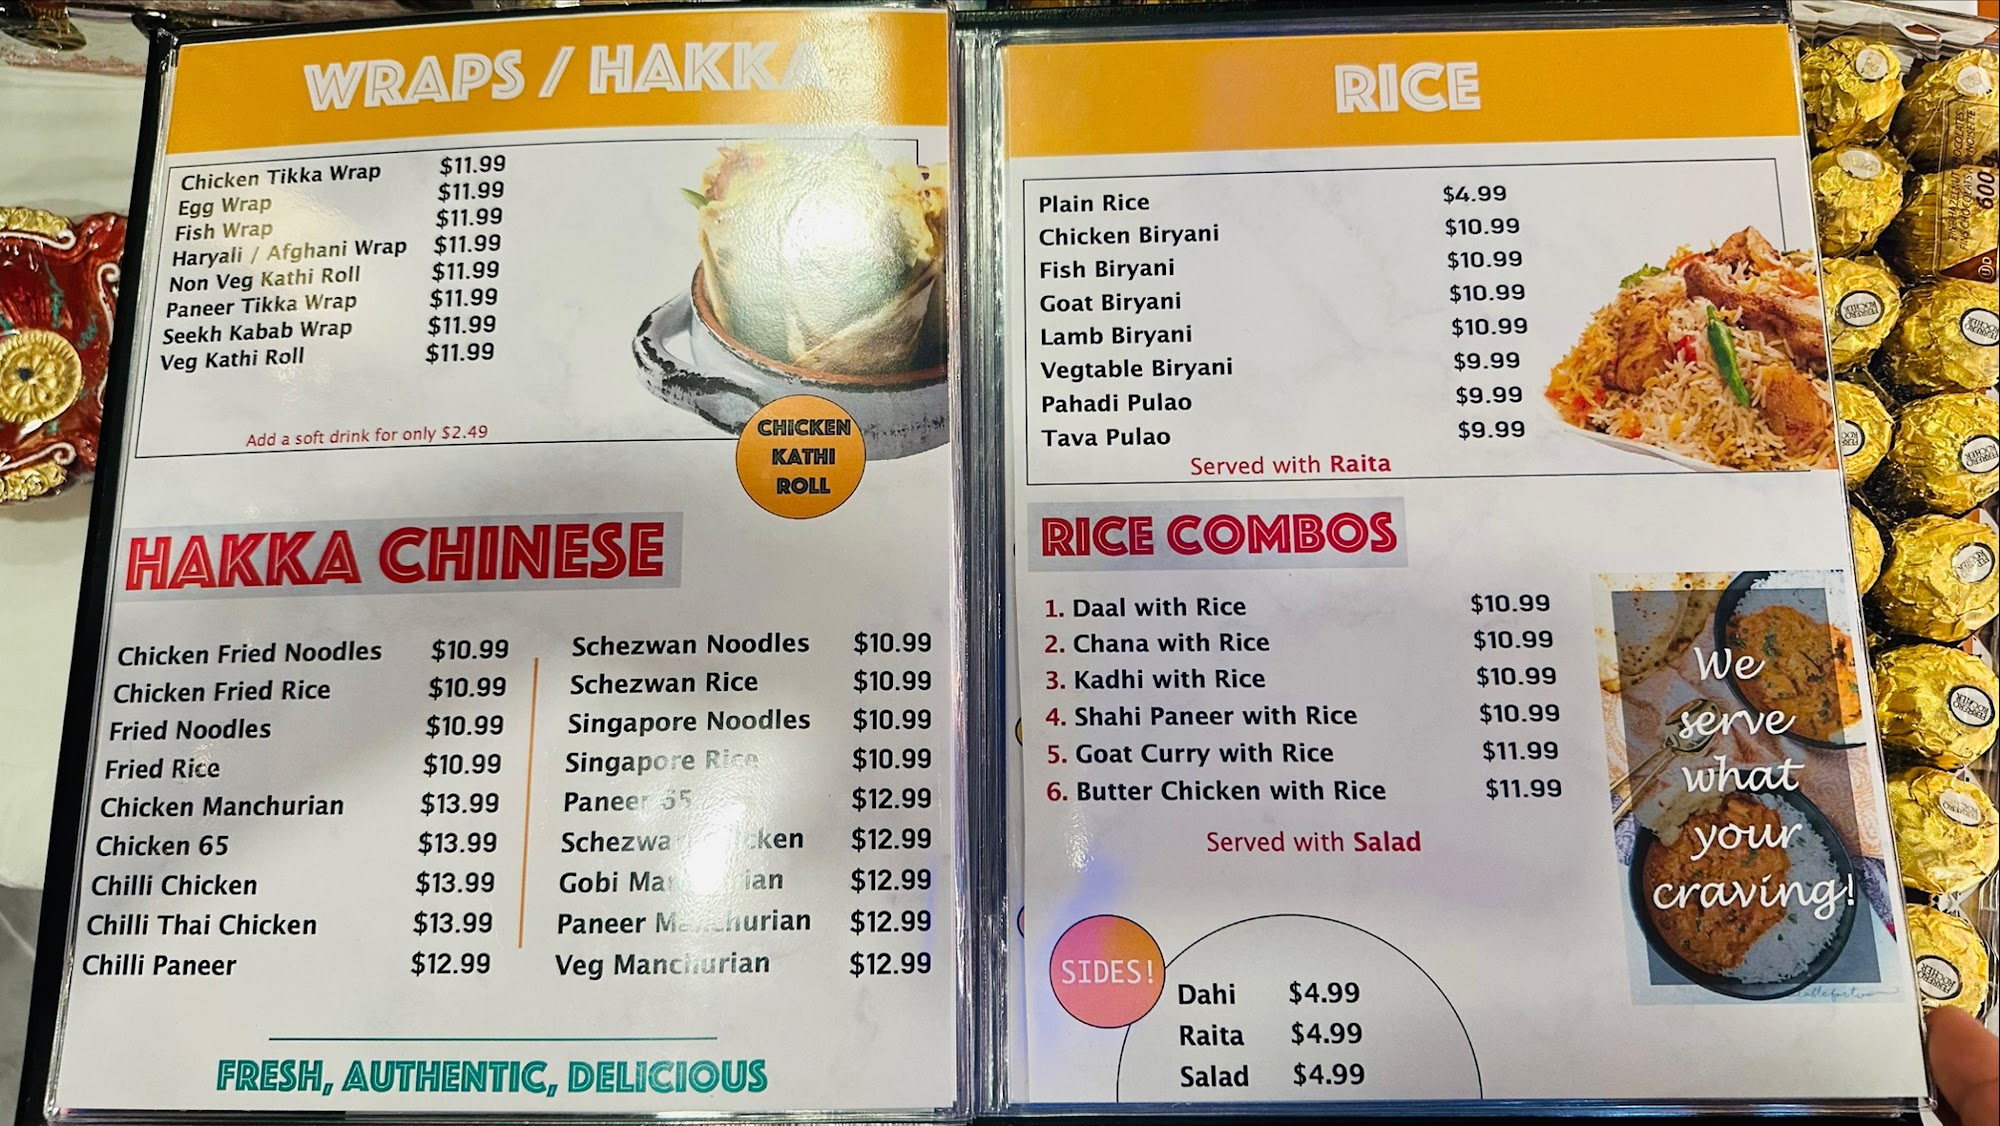 WRAPS / HAKKA
Chicken Tikka Wrap $11.99
Egg Wrap $11.99
Fish Wrap $11.99
Haryali / Afghani Wrap $11.99
Non Veg Kathi Roll $11.99
Paneer Tikka Wrap $11.99
Seekh Kabab Wrap $11.99
Veg Kathi Roll $11.99
Add a soft drink for only $2.49
CHICKEN
KATHI
ROLL
HAKKA CHINESE
Chicken Fried Noodles $10.99
Chicken Fried Rice $10.99
Fried Noodles $10.99
Fried Rice $10.99
Chicken Manchurian $13.99
Chicken 65 $13.99
Chilli Chicken $13.99
Chilli Thai Chicken $13.99
Chilli Paneer $12.99
Schezwan Noodles $10.99
Schezwan Rice $10.99
Singapore Noodles $10.99
Singapore Rice $10.99
Paneer 65 $12.99
Schezwan Chicken $12.99
Gobi Manchurian $12.99
Paneer Manchurian $12.99
Veg Manchurian $12.99
FRESH, AUTHENTIC, DELICIOUS
RICE
Plain Rice $4.99
Chicken Biryani $10.99
Fish Biryani $10.99
Goat Biryani $10.99
Lamb Biryani $10.99
Vegtable Biryani $9.99
Pahadi Pulao $9.99
Tava Pulao $9.99
Served with Raita
RICE COMBOS
1. Daal with Rice $10.99
2. Chana with Rice $10.99
3. Kadhi with Rice $10.99
4. Shahi Paneer with Rice $10.99
5. Goat Curry with Rice $11.99
6. Butter Chicken with Rice $11.99
Served with Salad
We
serve
what
your
craving!
SIDES!
Dahi $4.99
Raita $4.99
Salad $4.99
FERRERO
ROCHER
600g